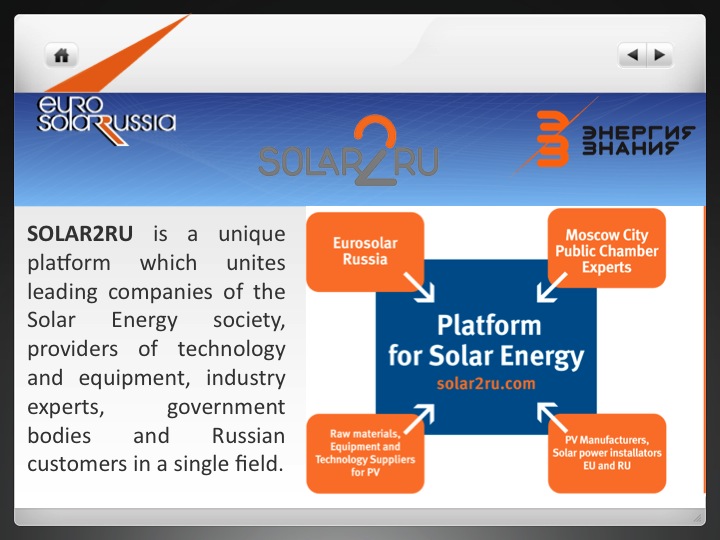 euro
solarrussia
SOLAR2RU
ЭНЕРГИЯ
ЗНАНИЯ
SOLAR2RU is a unique
platform which unites
leading companies of the
Solar Energy society,
providers of technology
and equipment, industry
experts, government
bodies and Russian
customers in a single field.
Eurosolar
Russia
Moscow City
Public Chamber
Experts
Platform
for Solar Energy
solar2ru.com
Raw materials,
Equipment and
Technology Suppliers
for PV
PV Manufacturers,
Solar power installators
EU and RU